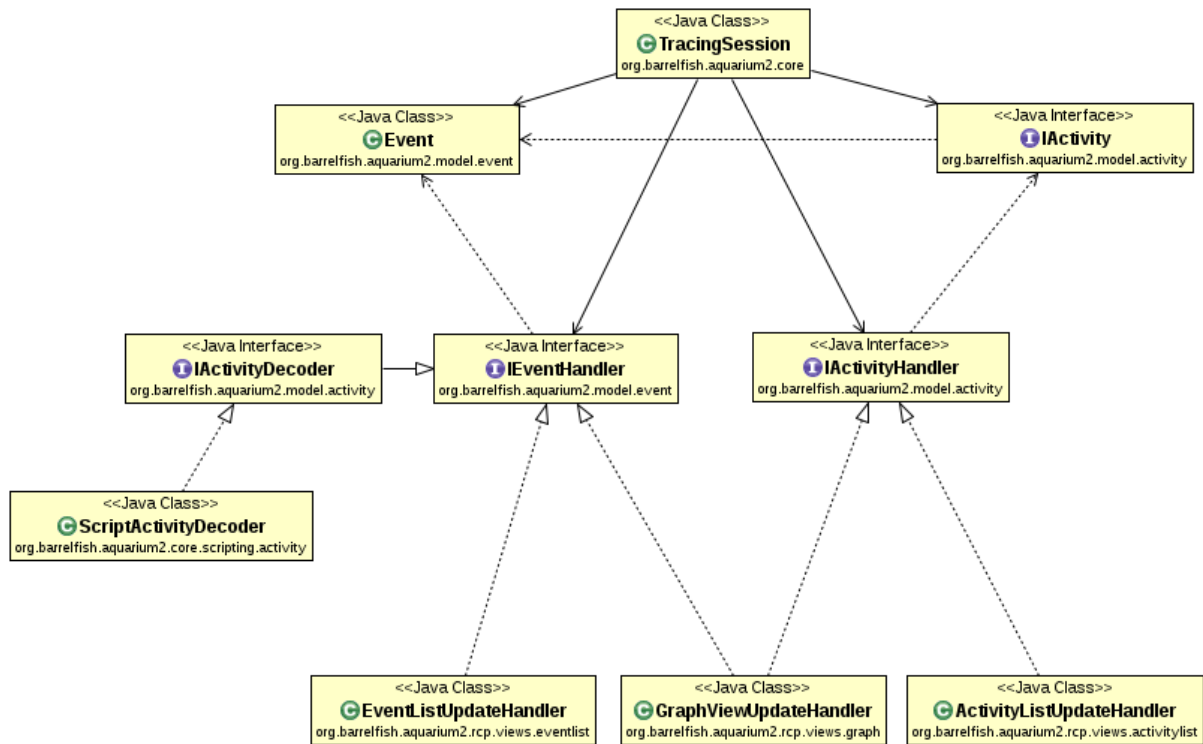 <<Java Class>>
C TracingSession
org.barrelfish.aquarium2.core
<<Java Class>>
C Event
org.barrelfish.aquarium2.model.event
<<Java Interface>>
I IActivity
org.barrelfish.aquarium2.model.activity
<<Java Interface>>
I IActivityDecoder
org.barrelfish.aquarium2.model.activity
<<Java Interface>>
I IEventHandler
org.barrelfish.aquarium2.model.event
<<Java Interface>>
I IActivityHandler
org.barrelfish.aquarium2.model.activity
<<Java Class>>
C ScriptActivityDecoder
org.barrelfish.aquarium2.core.scripting.activity
<<Java Class>>
C EventListUpdateHandler
org.barrelfish.aquarium2.rcp.views.eventlist
<<Java Class>>
C GraphViewUpdateHandler
org.barrelfish.aquarium2.rcp.views.graph
<<Java Class>>
C ActivityListUpdateHandler
org.barrelfish.aquarium2.rcp.views.activitylist